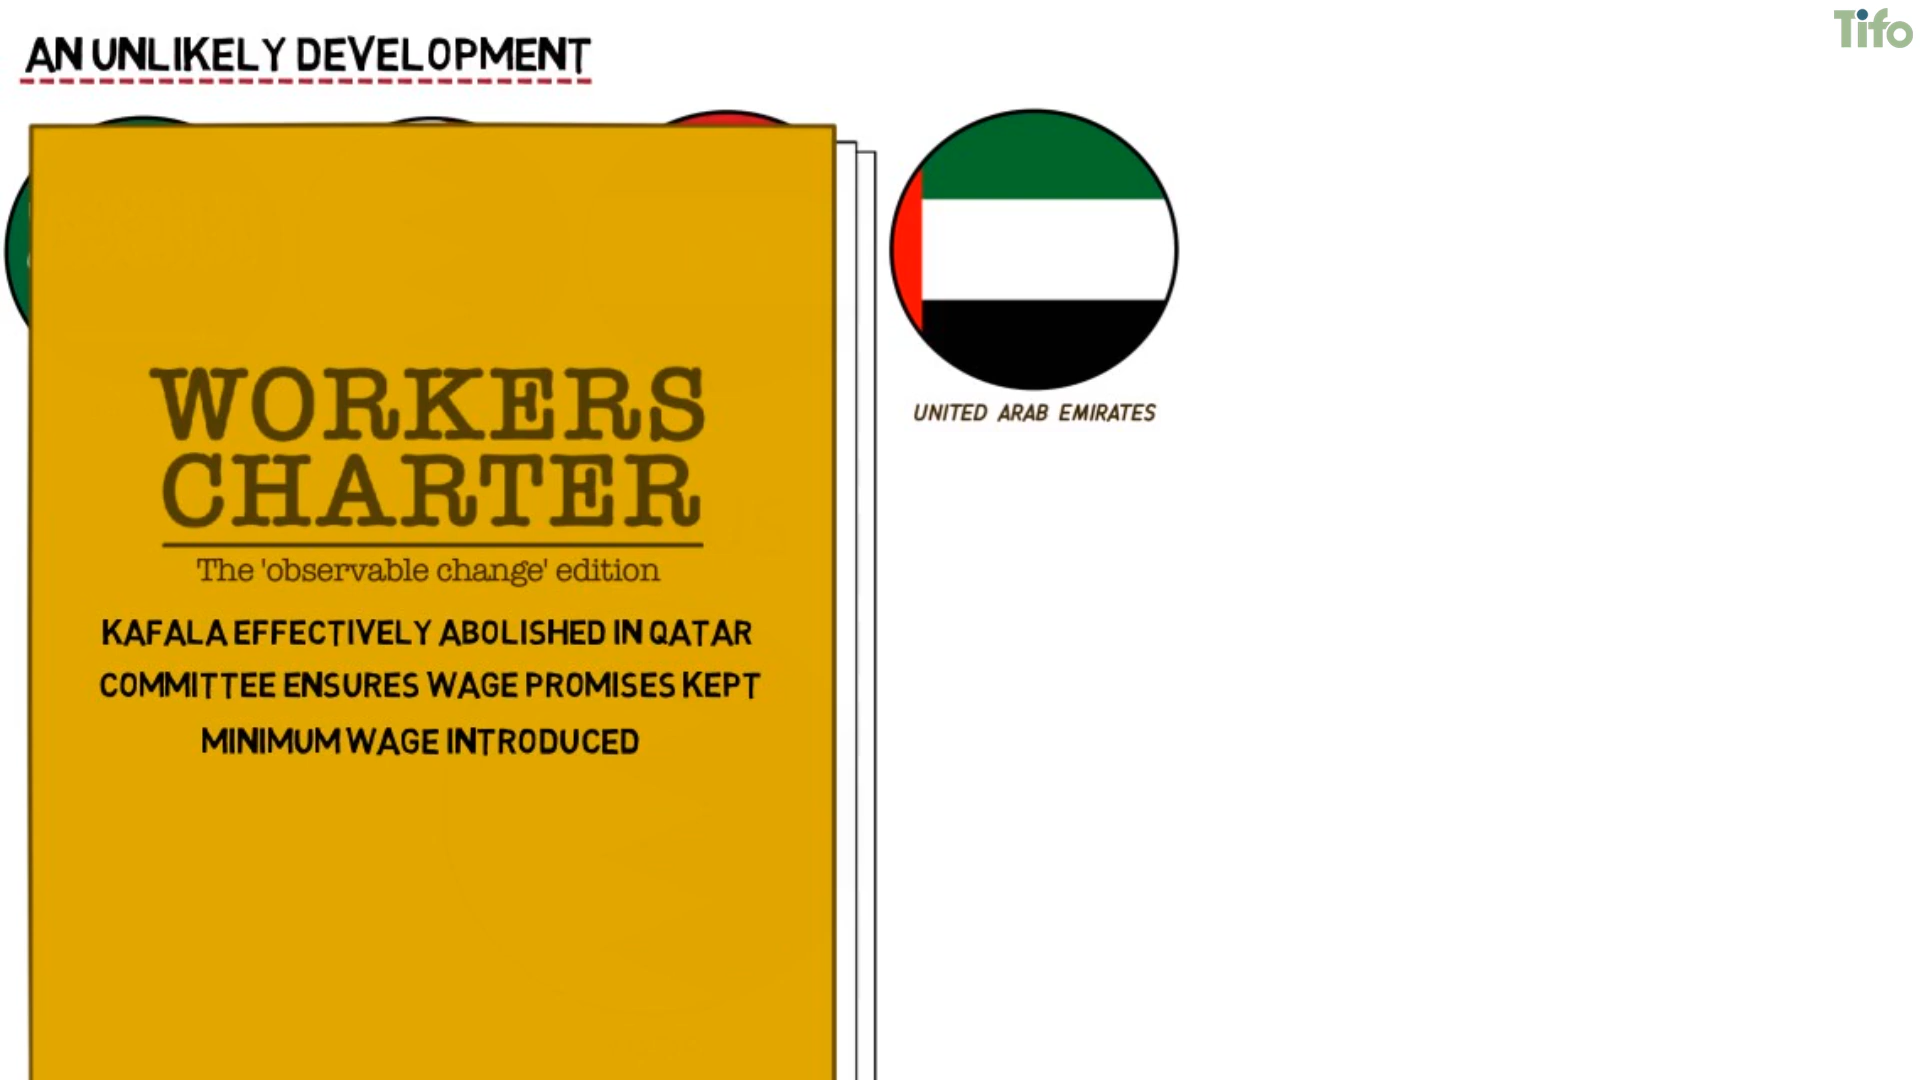 AN UNLIKELY DEVELOPMENT
Tifo
WORKERS
CHARTER
The 'observable change' edition
KAFALA EFFECTIVELY ABOLISHED IN QATAR
COMMITTEE ENSURES WAGE PROMISES KEPT
MINIMUM WAGE INTRODUCED
UNITED ARAB EMIRATES